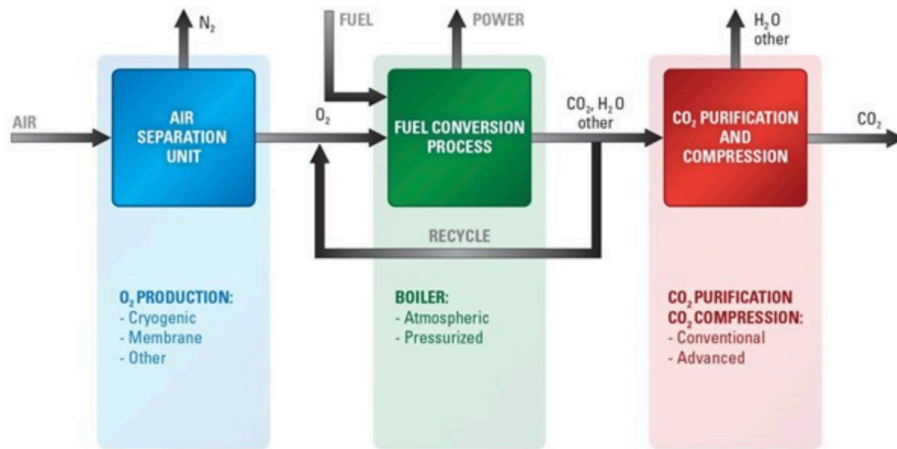 N₂
FUEL
POWER
H₂O
other
AIR
AIR
SEPARATION
UNIT
O₂
FUEL CONVERSION
PROCESS
CO₂, H₂O
other
CO₂ PURIFICATION
AND
COMPRESSION
CO₂
RECYCLE
O₂ PRODUCTION:
- Cryogenic
- Membrane
- Other
BOILER:
- Atmospheric
- Pressurized
CO₂ PURIFICATION
CO₂ COMPRESSION:
- Conventional
- Advanced